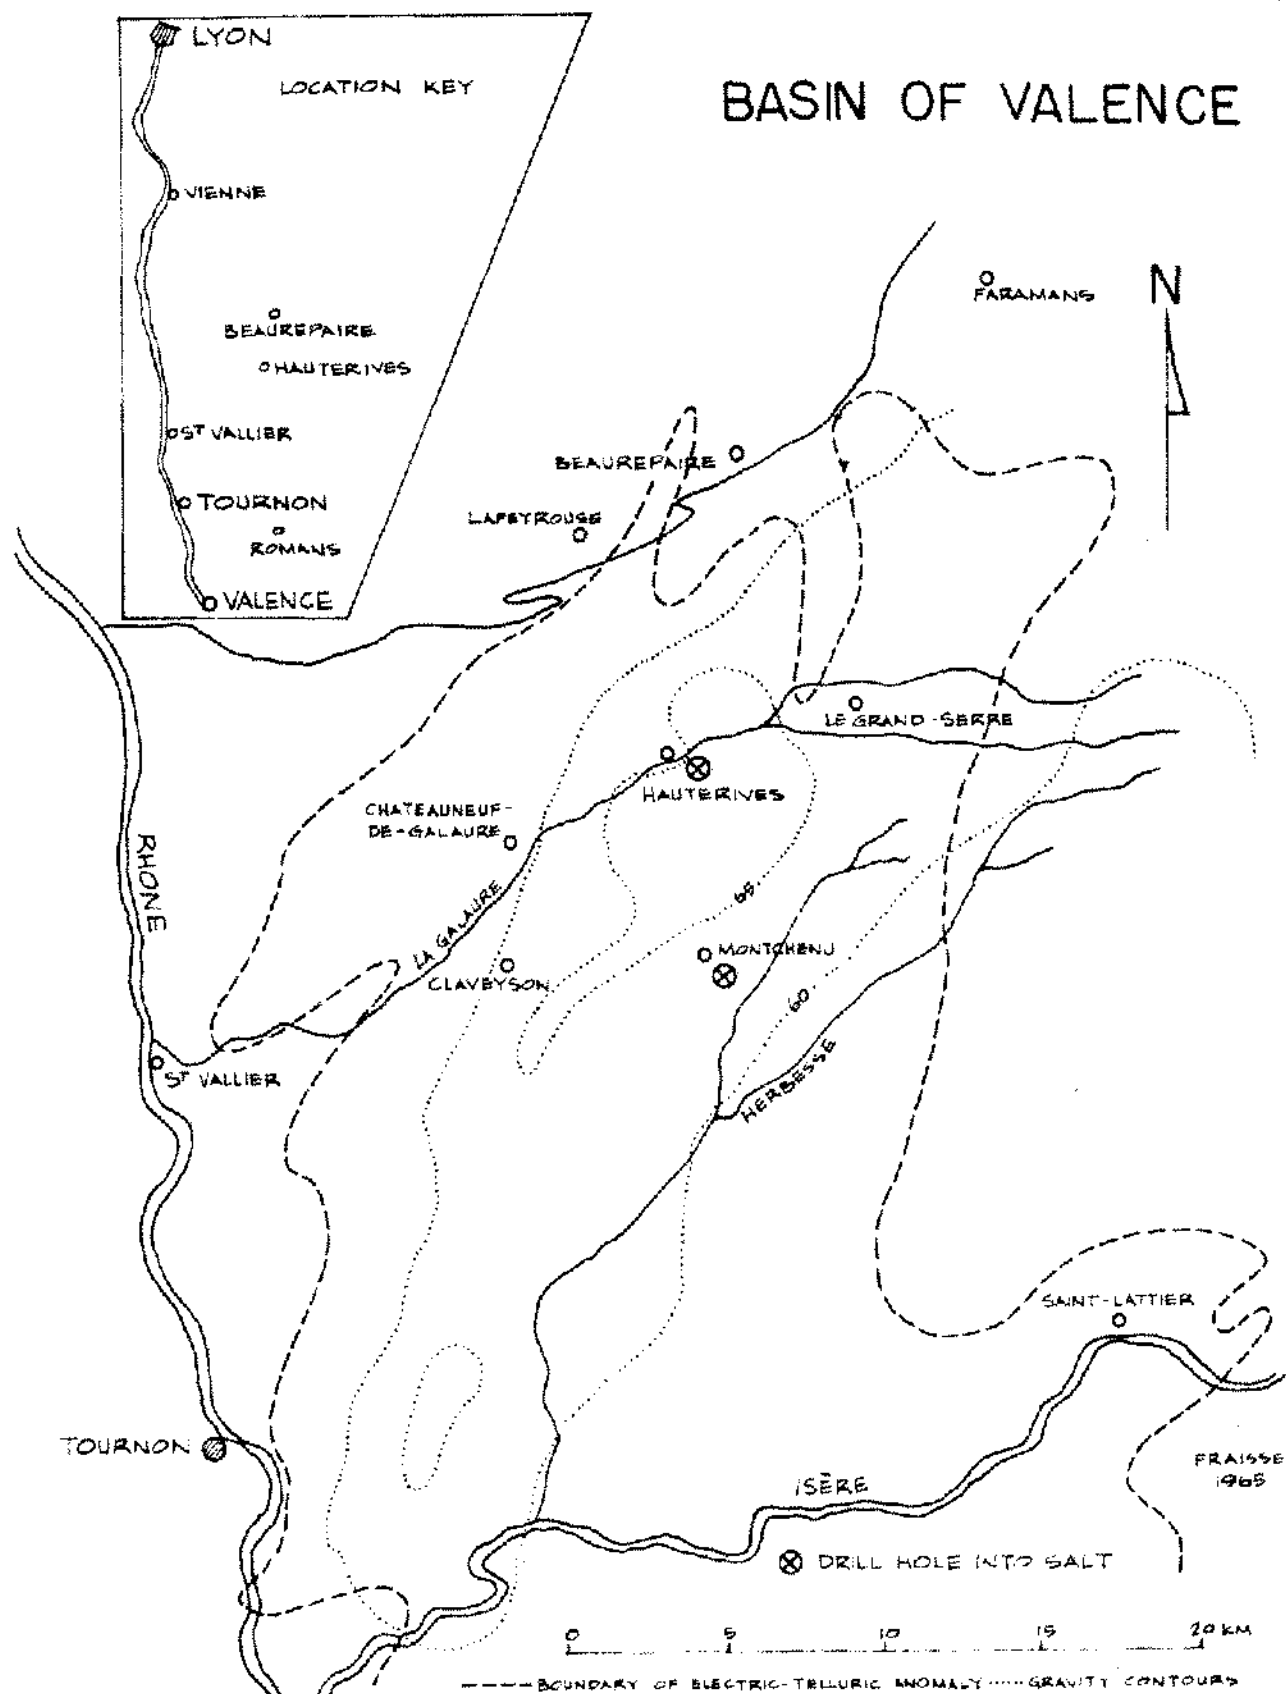 LYON
LOCATION KEY
BASIN OF VALENCE
VIENNE
BEAUREPAIRE
HAUTERIVES
ST VALLIER
TOURNON
ROMANS
VALENCE
FARAMANS
N
BEAUREPAIRE
LAPEYROUSE
LE GRAND-SERRE
HAUTERIVES
CHATEAUNEUF-
DE-GALAURE
RHONE
LA GALAURE
65
MONTCHENU
CLAVEYSON
60
ST VALLIER
HERBESSE
SAINT-LATTIER
TOURNON
FRAISSE
1965
ISÈRE
DRILL HOLE INTO SALT
0 5 10 15 20 KM
BOUNDARY OF ELECTRIC-TELLURIC ANOMALY GRAVITY CONTOURS